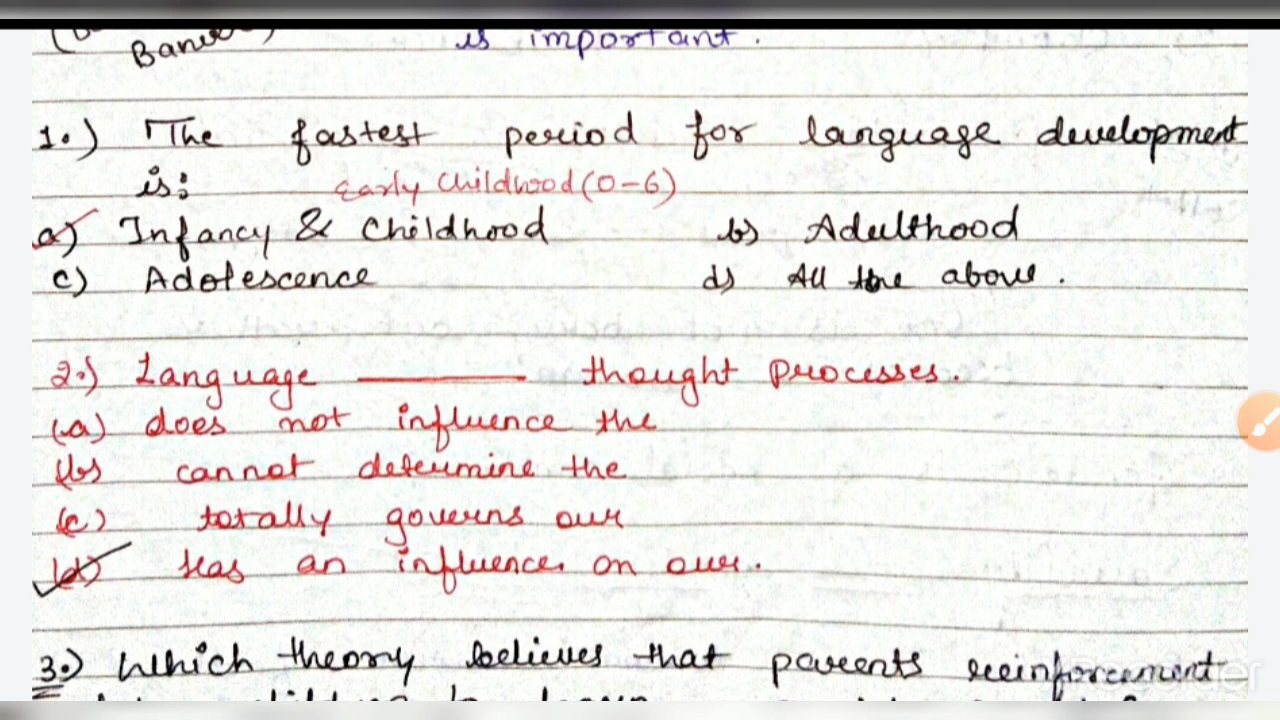 is important.
1.) The fastest period for language development
is: early childhood (0-6)
a) Infancy & Childhood b) Adulthood
c) Adolescence d) All the above.
2.) Language ______ thought processes.
(a) does not influence the
(b) cannot determine the
(c) totally governs our
(d) has an influence on our.
3.) Which theory believes that parents reinforcement